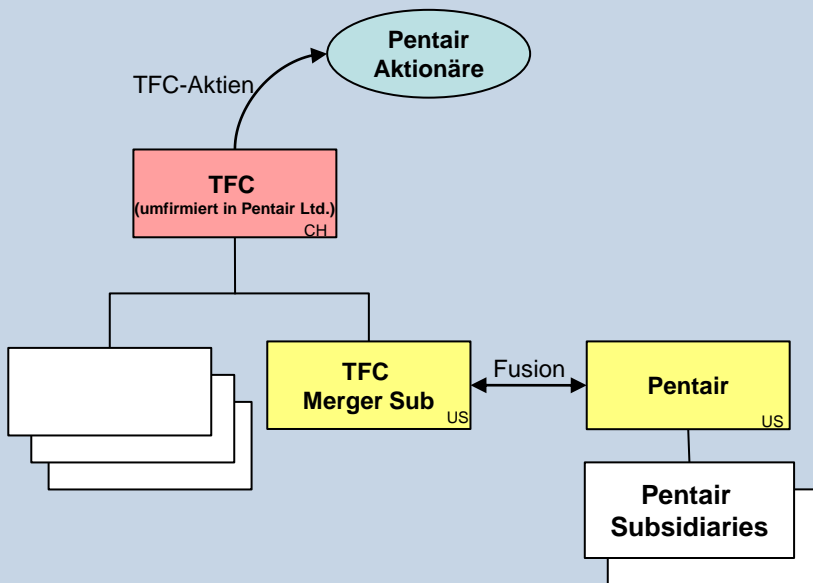 Pentair
Aktionäre
TFC-Aktien
TFC
(umfirmiert in Pentair Ltd.)
CH
TFC
Merger Sub
US
Fusion
Pentair
US
Pentair
Subsidiaries